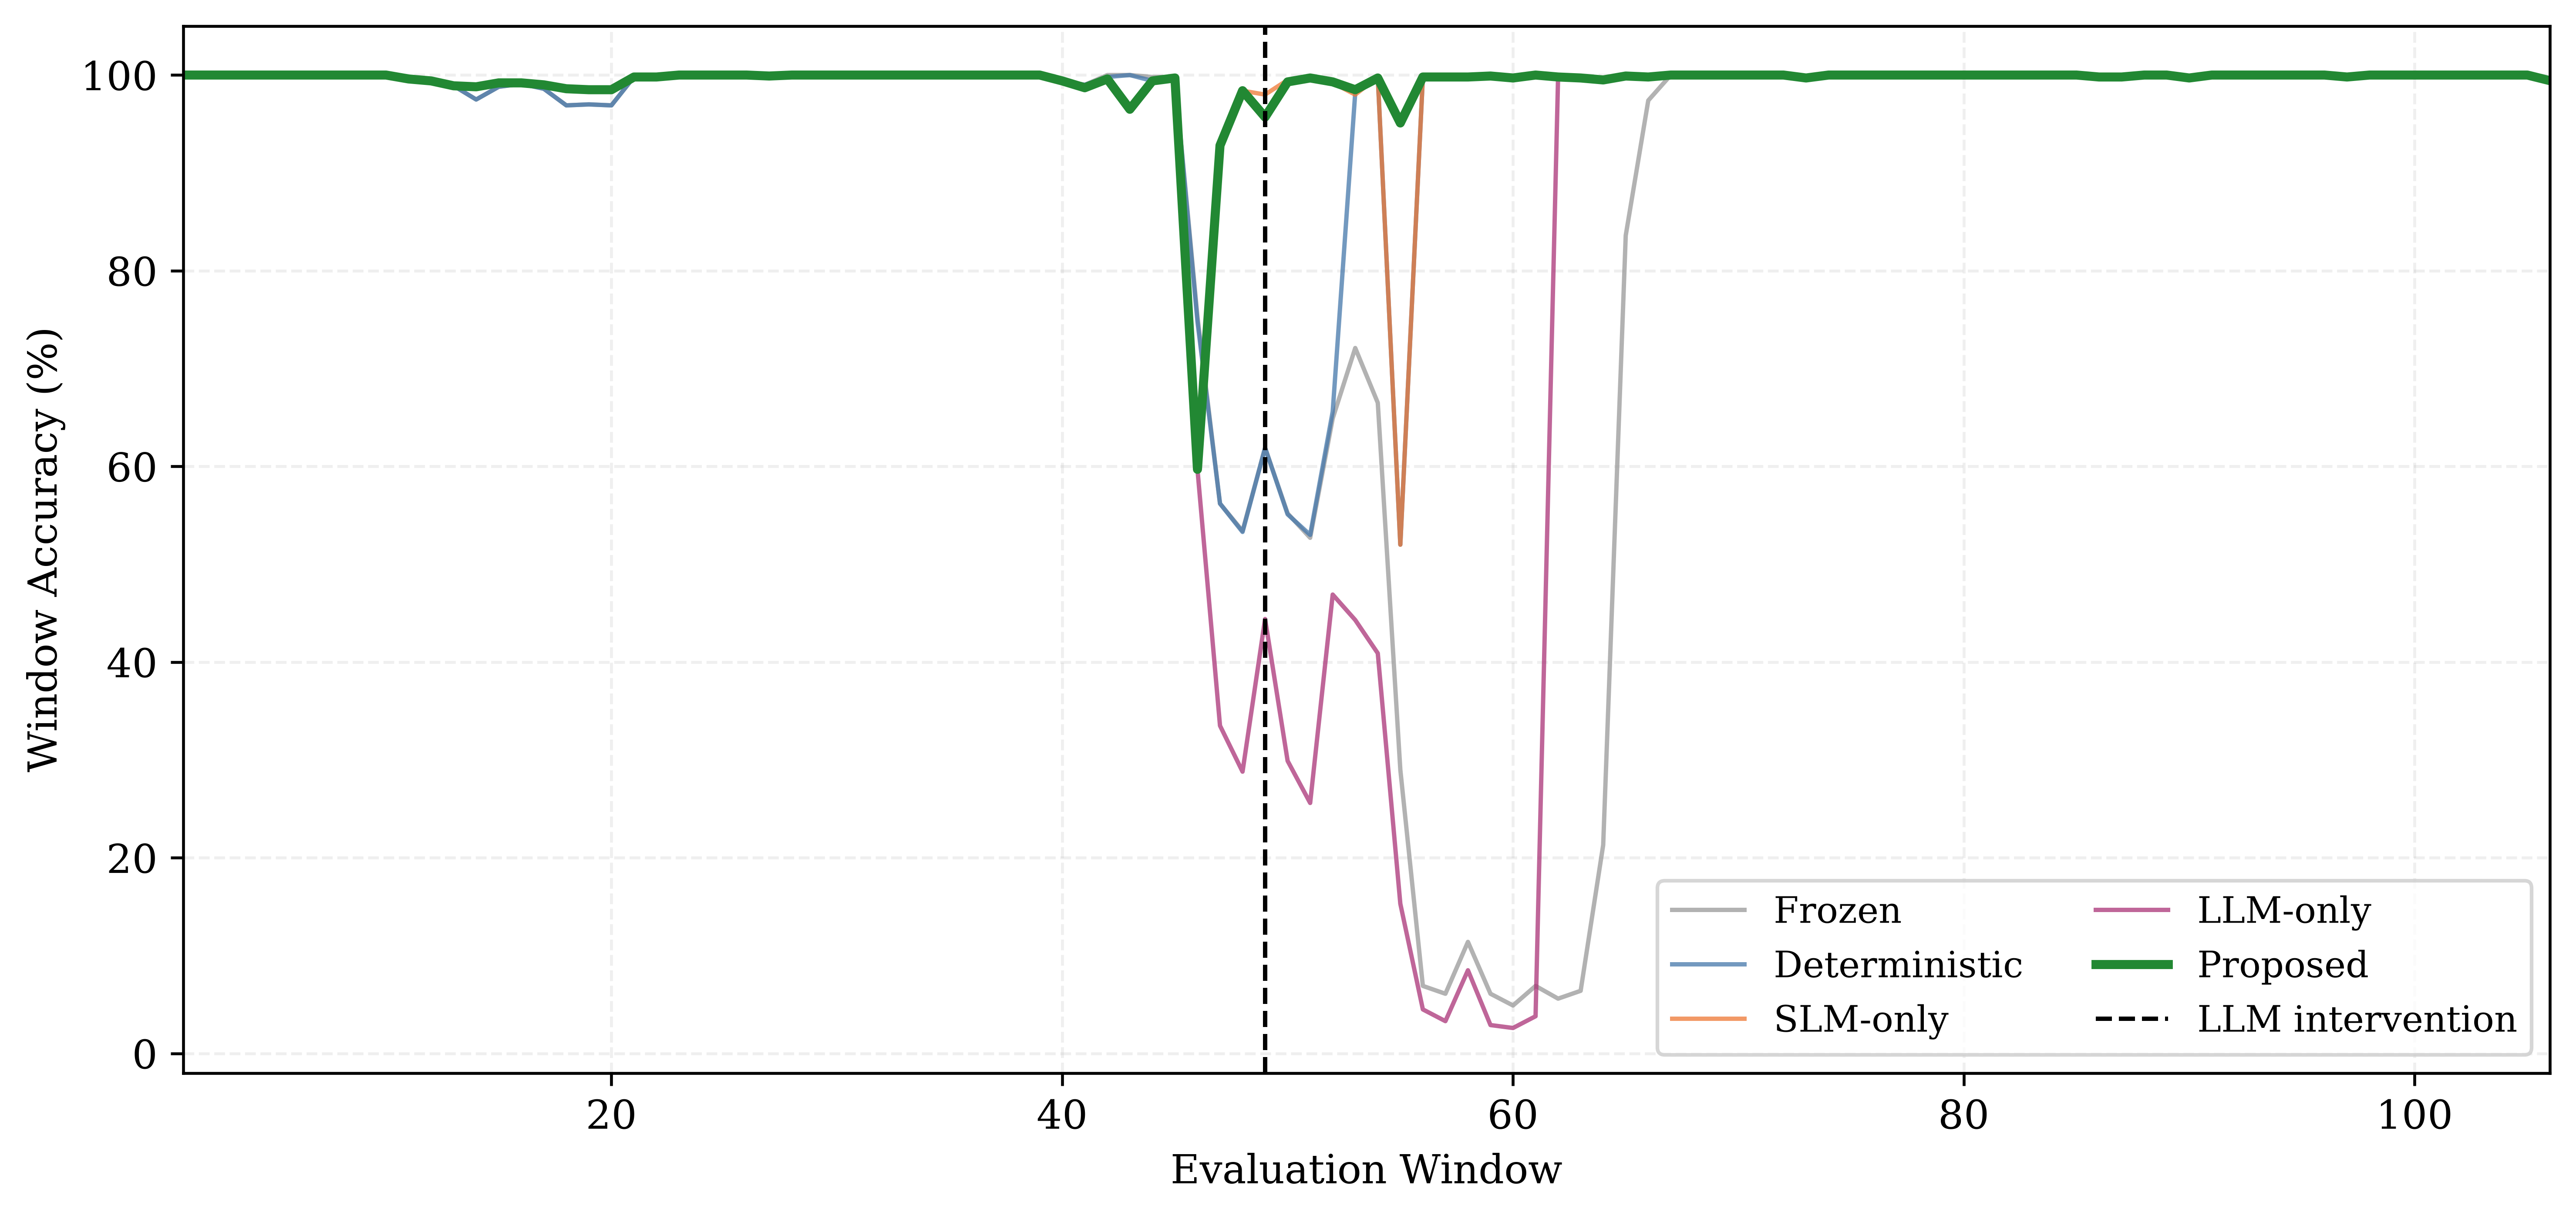 100
80
60
40
20
0
Window Accuracy (%)
20
40
60
80
100
Evaluation Window
Frozen
Deterministic
SLM-only
LLM-only
Proposed
LLM intervention